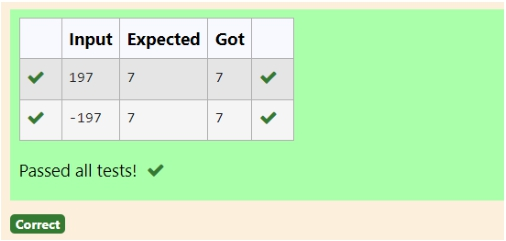 Input Expected Got
197 7 7
-197 7 7
Passed all tests!
Correct